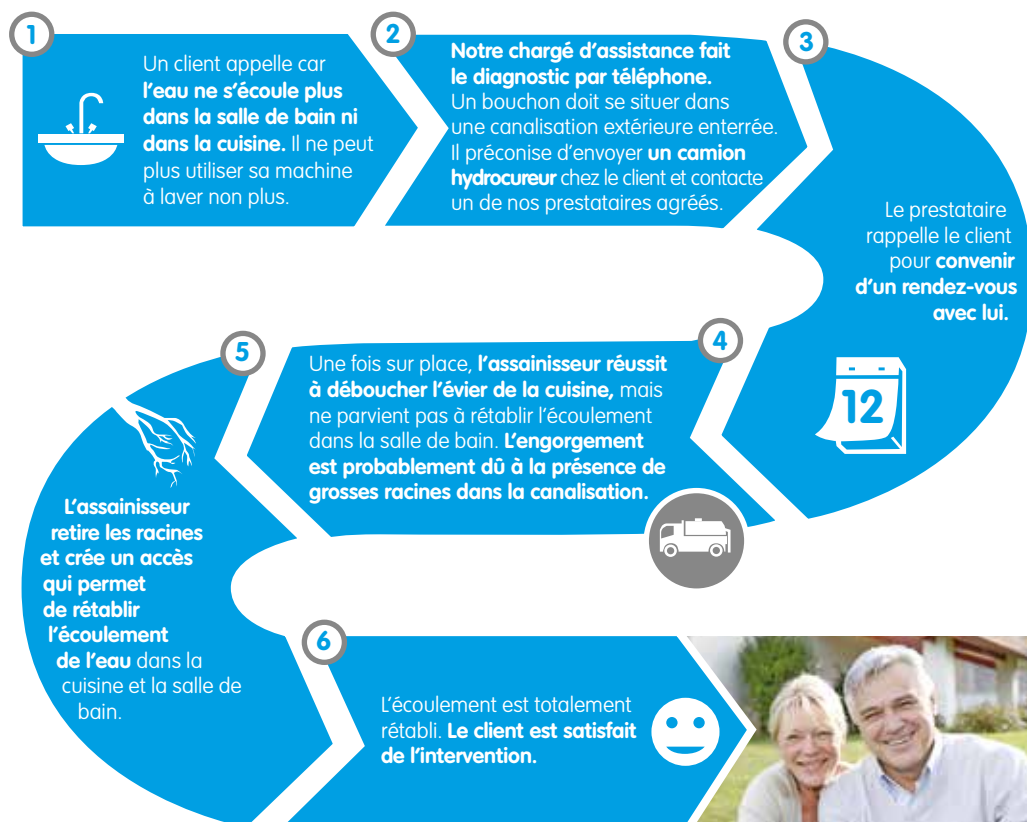 1
Un client appelle car
l'eau ne s'écoule plus
dans la salle de bain ni
dans la cuisine. Il ne peut
plus utiliser sa machine
à laver non plus.
2
Notre chargé d'assistance fait
le diagnostic par téléphone.
Un bouchon doit se situer dans
une canalisation extérieure enterrée.
Il préconise d'envoyer un camion
hydrocureur chez le client et contacte
un de nos prestataires agréés.
3
Le prestataire
rappelle le client
pour convenir
d'un rendez-vous
avec lui.
12
4
Une fois sur place, l'assainisseur réussit
à déboucher l'évier de la cuisine, mais
ne parvient pas à rétablir l'écoulement
dans la salle de bain. L'engorgement
est probablement dû à la présence de
grosses racines dans la canalisation.
5
L'assainisseur
retire les racines
et crée un accès
qui permet
de rétablir
l'écoulement
de l'eau dans la
cuisine et la salle de
bain.
6
L'écoulement est totalement
rétabli. Le client est satisfait
de l'intervention.